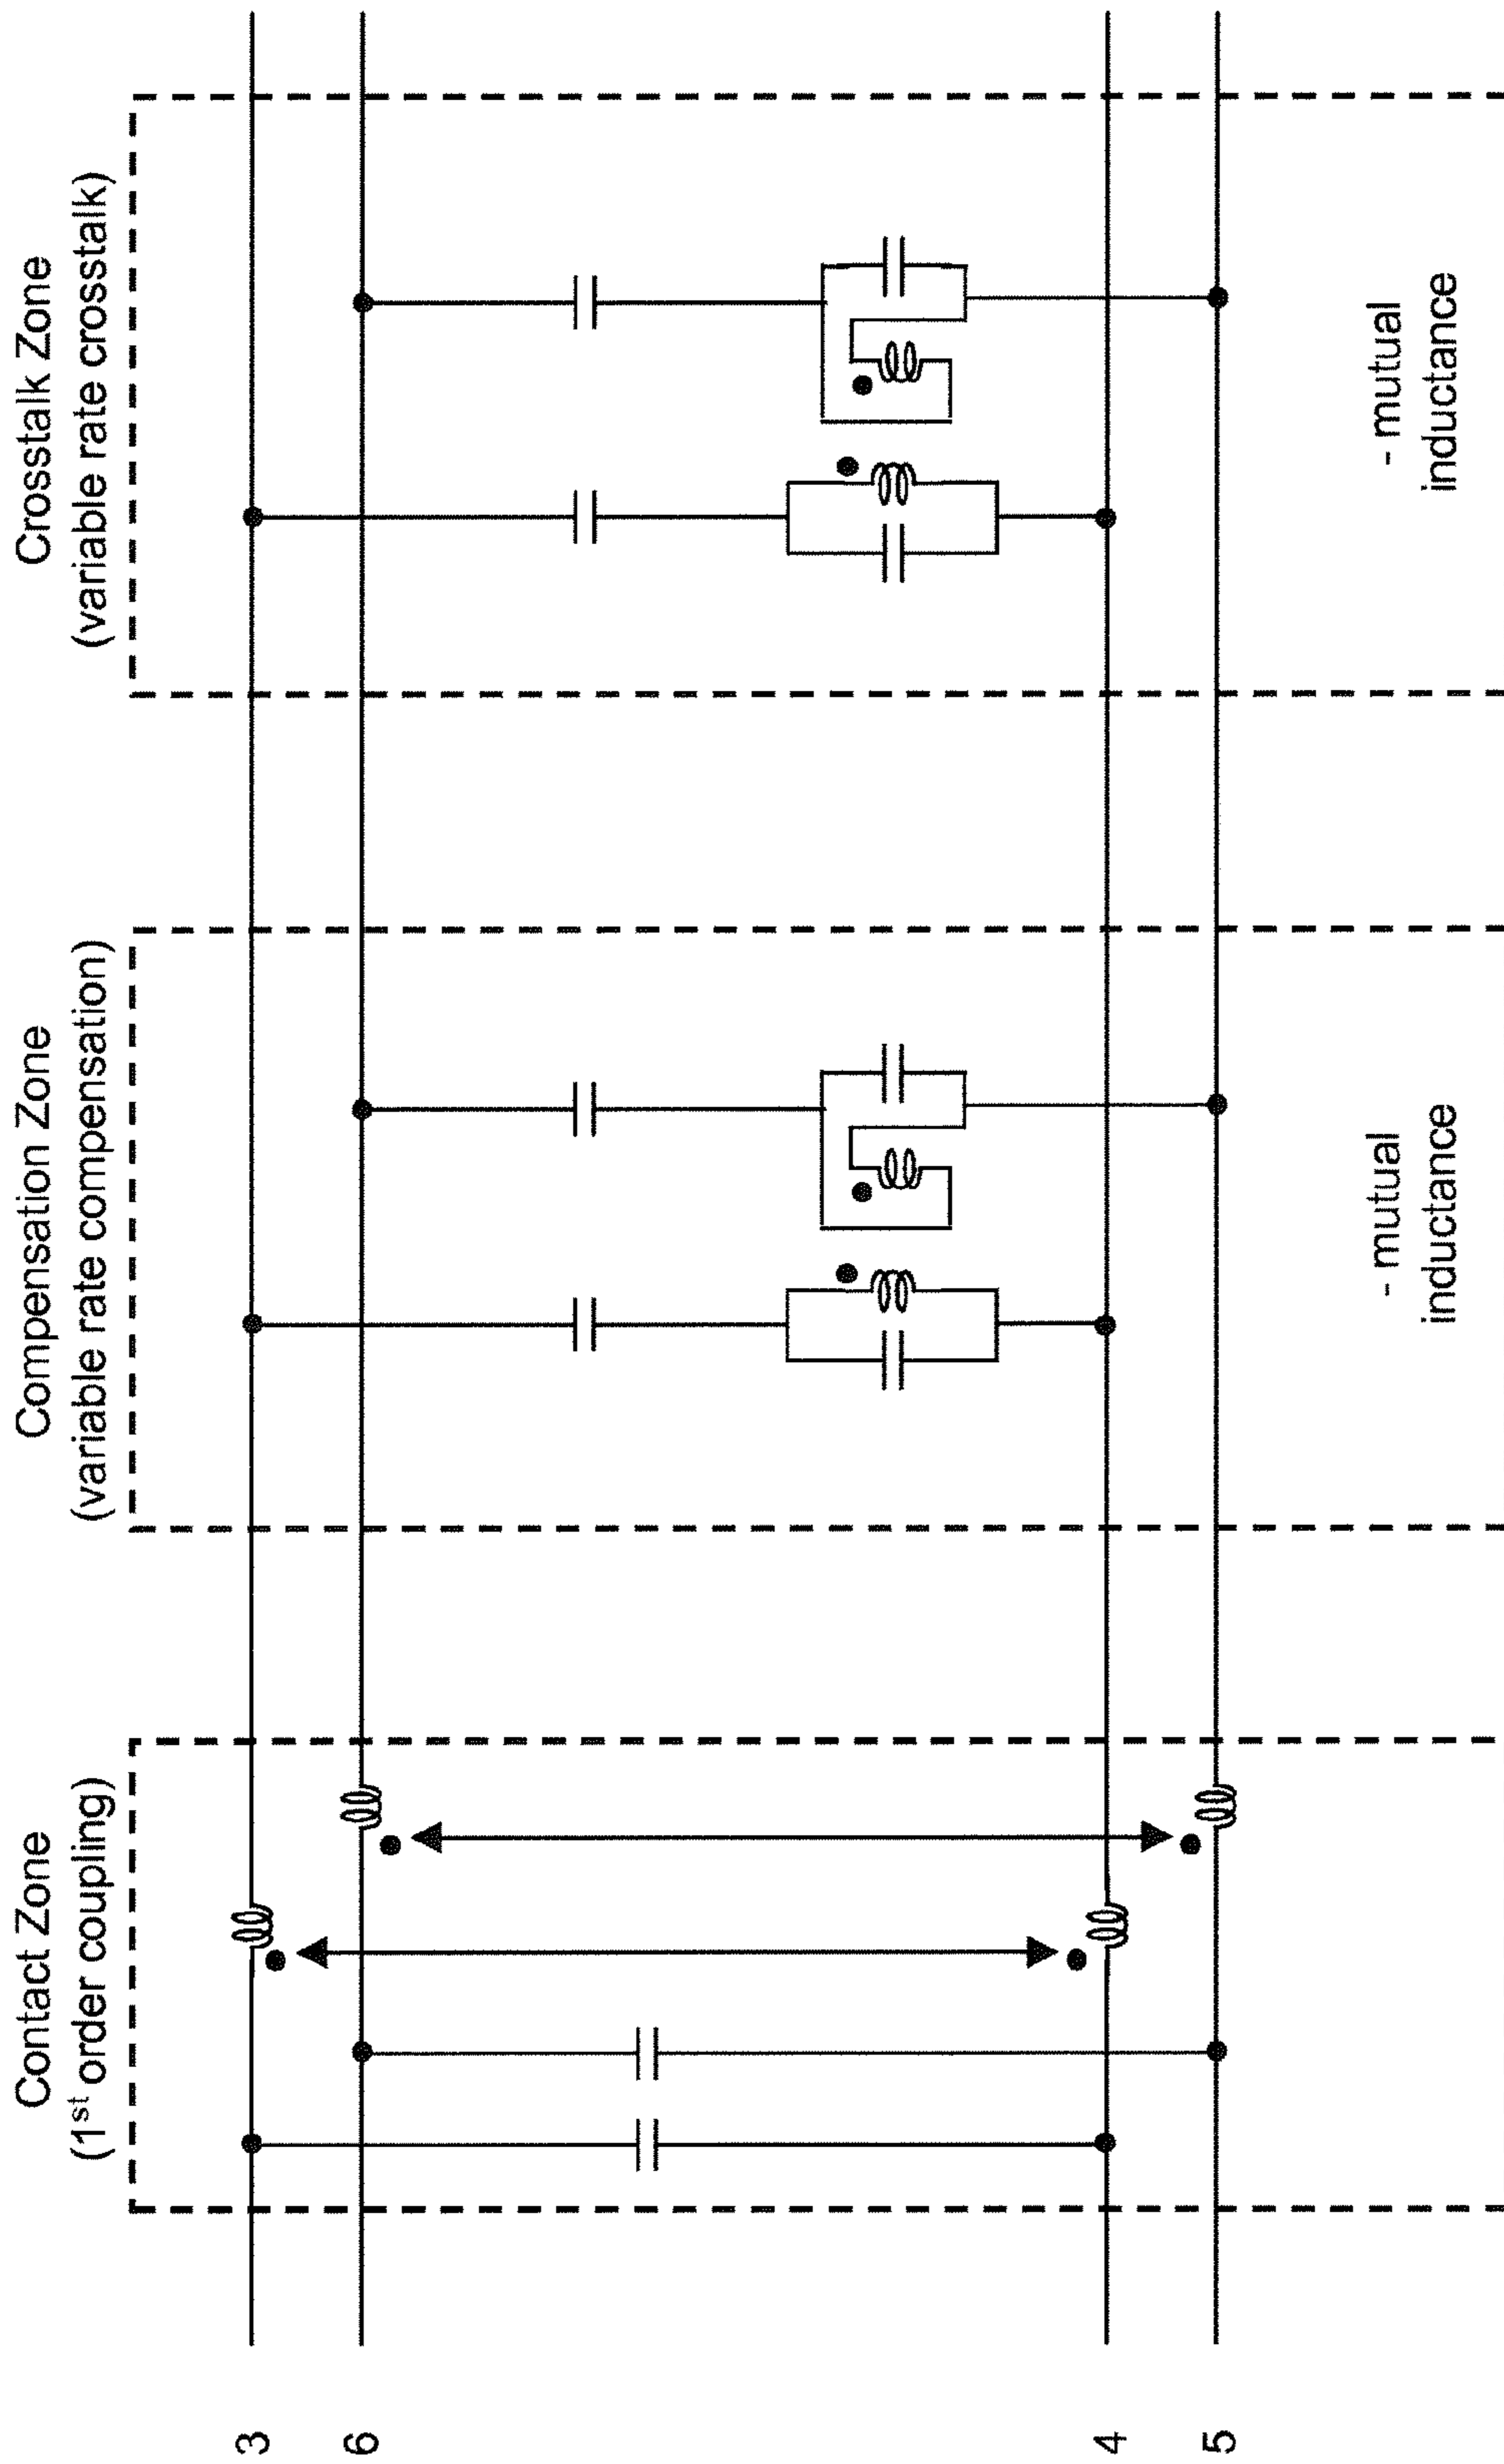 Contact Zone
(1st order coupling)
Compensation Zone
(variable rate compensation)
Crosstalk Zone
(variable rate crosstalk)
3
6
4
5
- mutual
inductance
- mutual
inductance